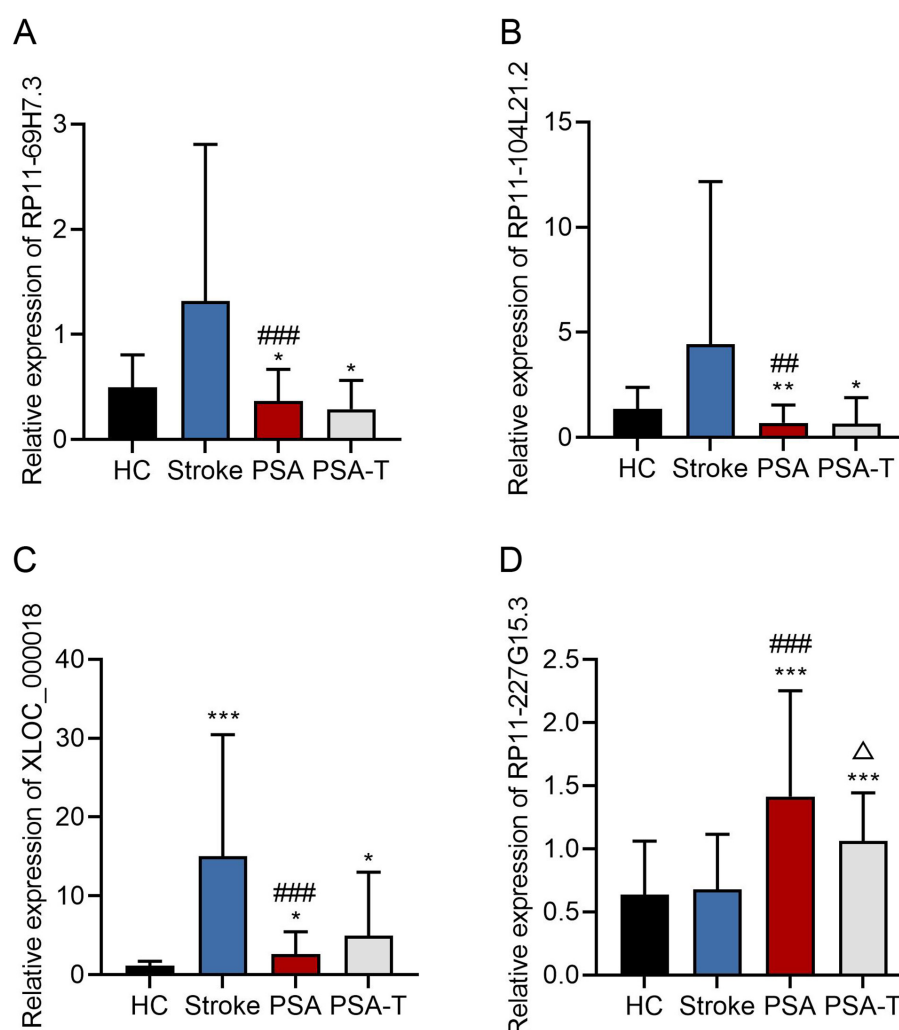 A
Relative expression of RP11-69H7.3
3
2
1
0
###
*
*
HC Stroke PSA PSA-T
B
Relative expression of RP11-104L21.2
15
10
5
0
##
**
*
HC Stroke PSA PSA-T
C
Relative expression of XLOC_000018
40
30
20
10
0
***
###
*
*
HC Stroke PSA PSA-T
D
Relative expression of RP11-227G15.3
2.5
2.0
1.5
1.0
0.5
0.0
###
***
△
***
HC Stroke PSA PSA-T